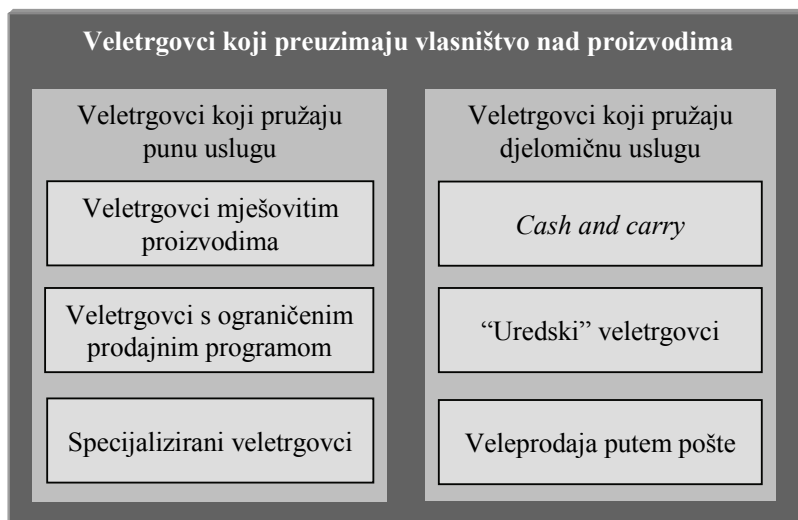 Veletrgovci koji preuzimaju vlasništvo nad proizvodima
Veletrgovci koji pružaju
punu uslugu
Veletrgovci mješovitim
proizvodima
Veletrgovci s ograničenim
prodajnim programom
Specijalizirani veletrgovci
Veletrgovci koji pružaju
djelomičnu uslugu
Cash and carry
“Uredski” veletrgovci
Veleprodaja putem pošte